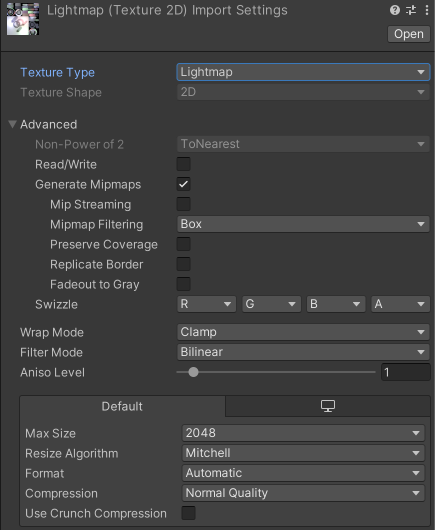 Lightmap (Texture 2D) Import Settings
Open
Texture Type Lightmap
Texture Shape 2D
Advanced
Non-Power of 2 ToNearest
Read/Write
Generate Mipmaps
Mip Streaming
Mipmap Filtering Box
Preserve Coverage
Replicate Border
Fadeout to Gray
Swizzle R G B A
Wrap Mode Clamp
Filter Mode Bilinear
Aniso Level 1
Default
Max Size 2048
Resize Algorithm Mitchell
Format Automatic
Compression Normal Quality
Use Crunch Compression